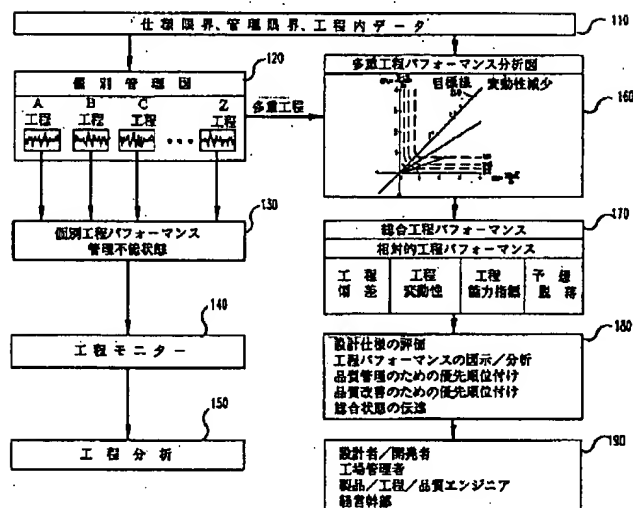 仕様限界、管理限界、工程内データ
110
120
個別管理図
A B C Z
工程 工程 工程 ••• 工程
多重工程
多重工程パフォーマンス分析図
目標線 変動性減少
160
130
個別工程パフォーマンス
管理不能状態
170
総合工程パフォーマンス
相対的工程パフォーマンス
工程偏差
工程変動性
工程能力指数
予想脱落
140
工程モニター
180
設計仕様の評価
工程パフォーマンスの図示/分析
品質管理のための優先順位付け
品質改善のための優先順位付け
総合状態の伝達
150
工程分析
190
設計者/開発者
工場管理者
製品/工程/品質エンジニア
経営幹部